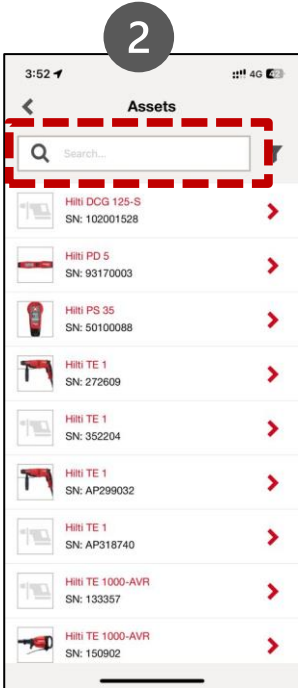 2
3:52
4G 42
Assets
Search...
Hilti DCG 125-S
SN: 102001528
Hilti PD 5
SN: 93170003
Hilti PS 35
SN: 50100088
Hilti TE 1
SN: 272609
Hilti TE 1
SN: 352204
Hilti TE 1
SN: AP299032
Hilti TE 1
SN: AP318740
Hilti TE 1000-AVR
SN: 133357
Hilti TE 1000-AVR
SN: 150902